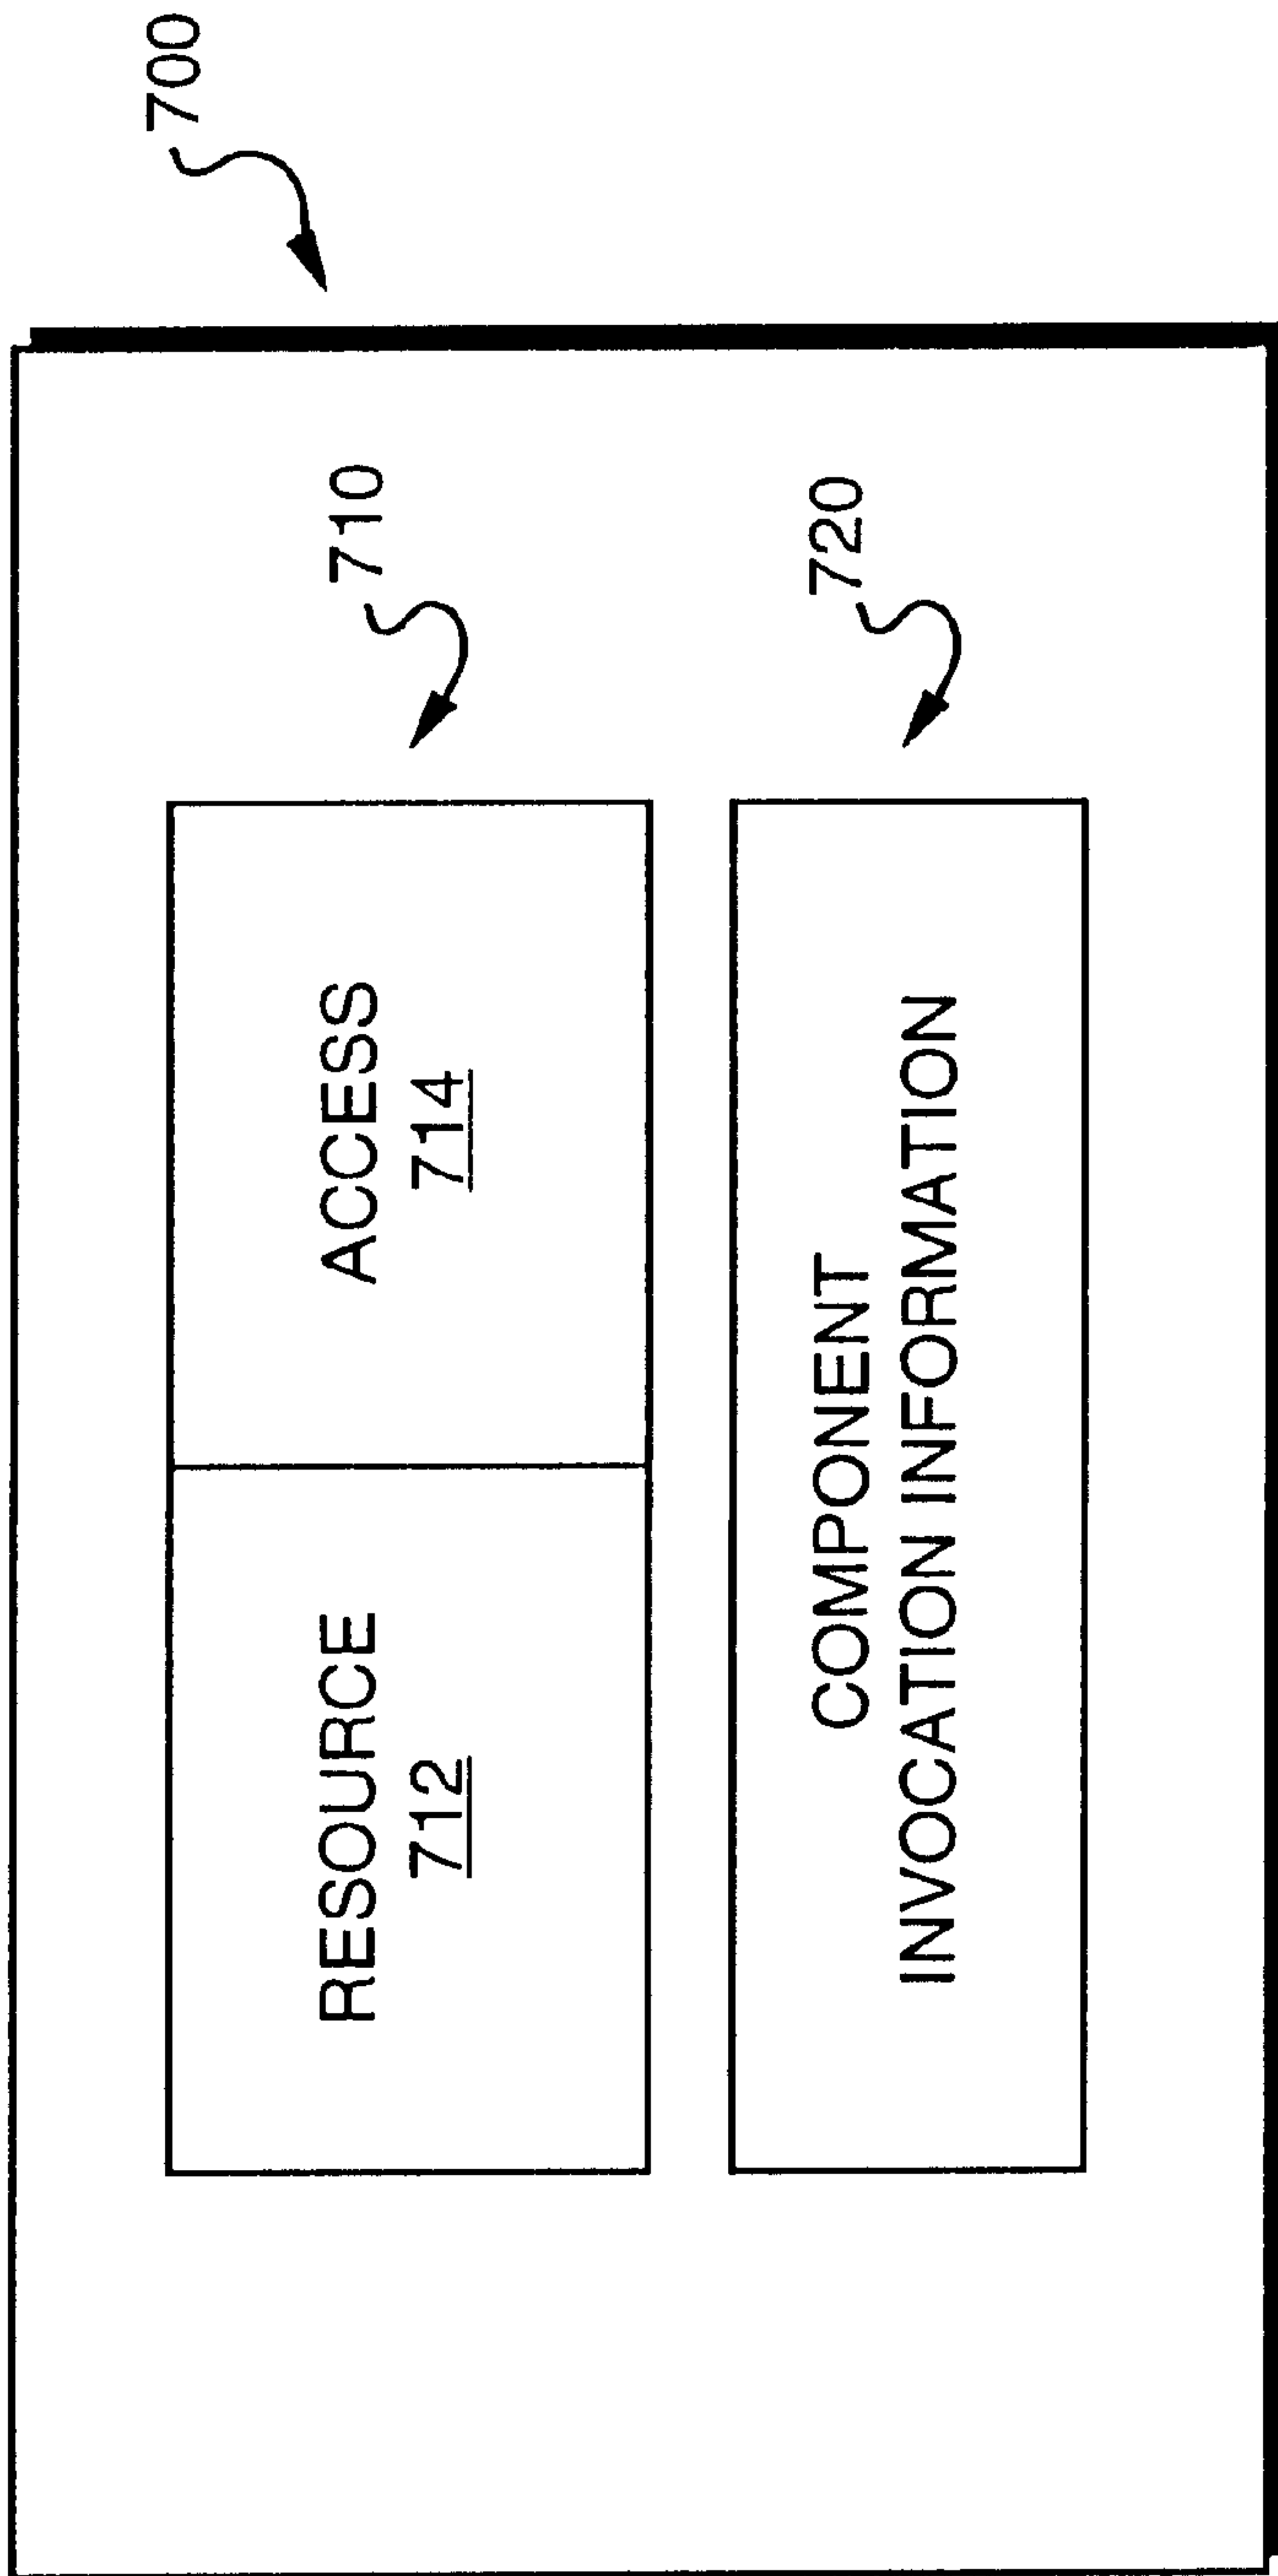 700
710
RESOURCE
712
ACCESS
714
720
COMPONENT
INVOCATION INFORMATION